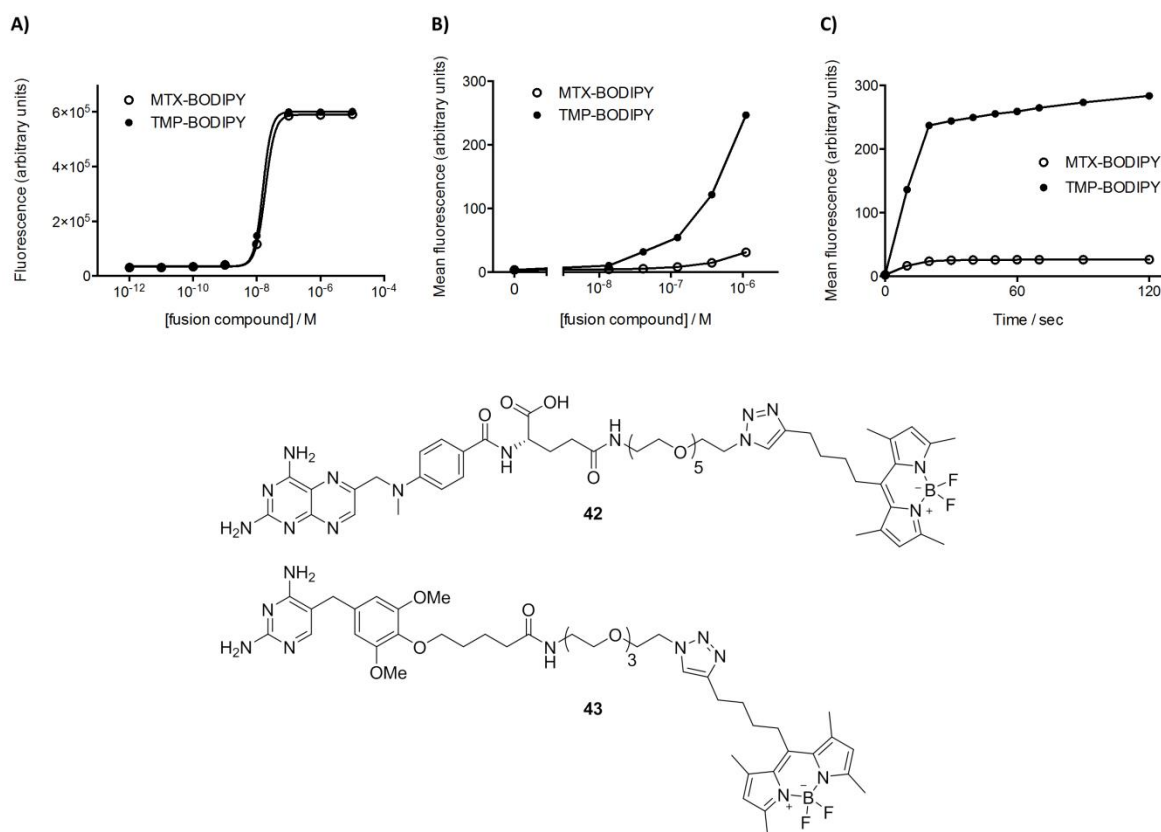 A)
Fluorescence (arbitrary units)
6×10⁵
4×10⁵
2×10⁵
0
MTX-BODIPY
TMP-BODIPY
10⁻¹² 10⁻¹⁰ 10⁻⁸ 10⁻⁶ 10⁻⁴
[fusion compound] / M
B)
Mean fluorescence (arbitrary units)
300
200
100
0
MTX-BODIPY
TMP-BODIPY
0 10⁻⁸ 10⁻⁷ 10⁻⁶
[fusion compound] / M
C)
Mean fluorescence (arbitrary units)
300
200
100
0
MTX-BODIPY
TMP-BODIPY
0 60 120
Time / sec
O OH
O
NH₂ N N H O H N O 5 N N N
N N N N
NH₂ N N O
N B⁻ F F
N⁺
42
NH₂
N OMe O
NH₂ N O N H O 3 N N N
OMe
43
N B⁻ N⁺
F F